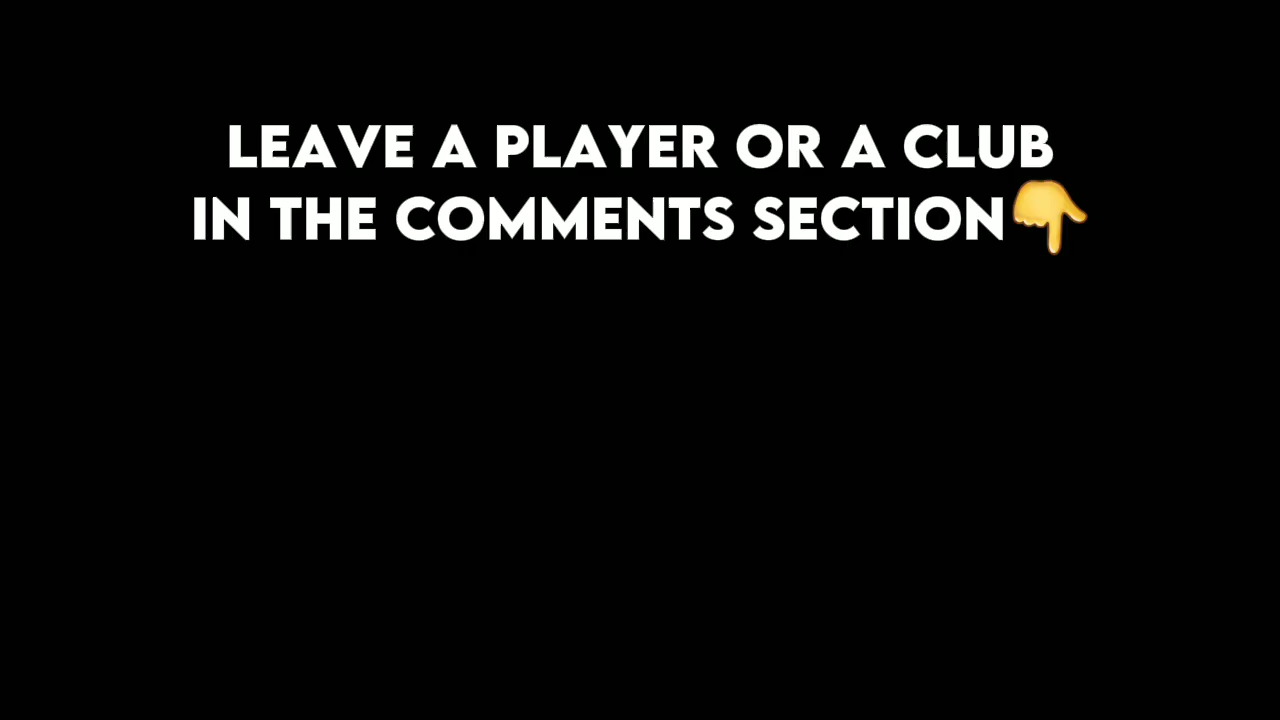 LEAVE A PLAYER OR A CLUB
IN THE COMMENTS SECTION👇